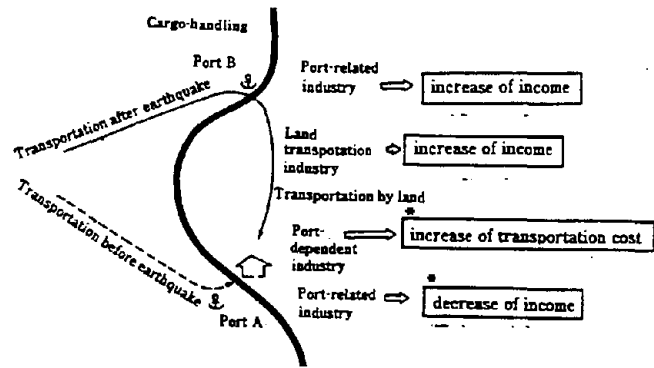 Cargo-handling
Port B
Transportation after earthquake
Port-related
industry
increase of income
Land
transpotation
industry
increase of income
Transportation by land
Transportation before earthquake
*
Port-
dependent
industry
increase of transportation cost
*
Port-related
industry
decrease of income
Port A